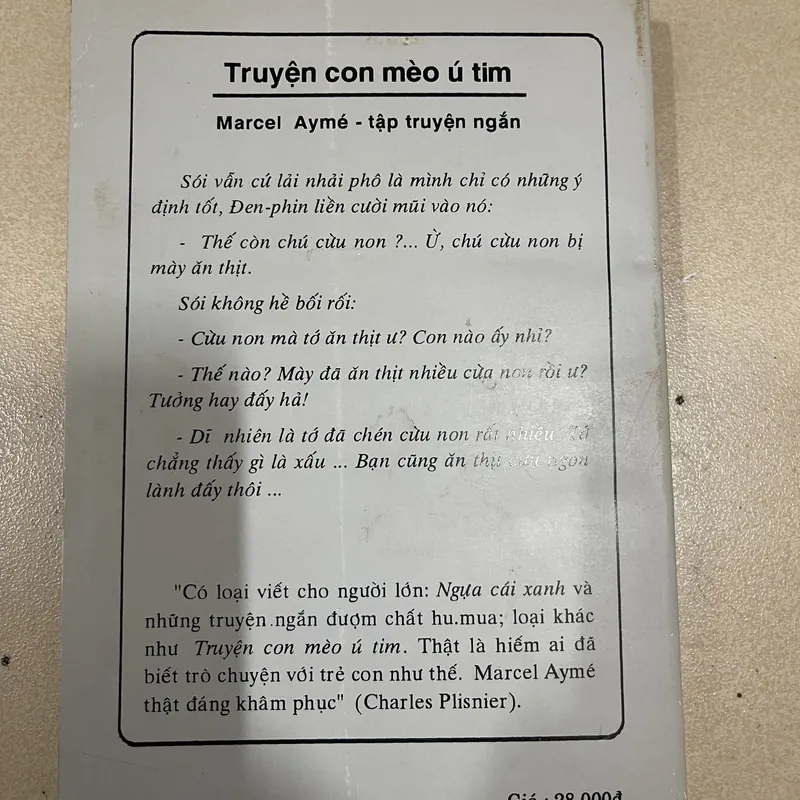 Truyện con mèo ú tim
Marcel Aymé - tập truyện ngắn
Sói vẫn cứ lải nhải phô là mình chỉ có những ý
định tốt, Đen-phin liền cười mũi vào nó:
- Thế còn chú cừu non ?... Ừ, chú cừu non bị
mày ăn thịt.
Sói không hề bối rối:
- Cừu non mà tớ ăn thịt ư? Con nào ấy nhỉ?
- Thế nào? Mày đã ăn thịt nhiều cừu non rồi ư?
Tưởng hay đấy hả!
- Dĩ nhiên là tớ đã chén cừu non rất nhiều. Tớ
chẳng thấy gì là xấu ... Bạn cũng ăn thịt cừu ngon
lành đấy thôi ...
"Có loại viết cho người lớn: Ngựa cái xanh và
những truyện ngắn đượm chất hu.mua; loại khác
như Truyện con mèo ú tim. Thật là hiếm ai đã
biết trò chuyện với trẻ con như thế. Marcel Aymé
thật đáng khâm phục" (Charles Plisnier).
Giá : 28.000đ